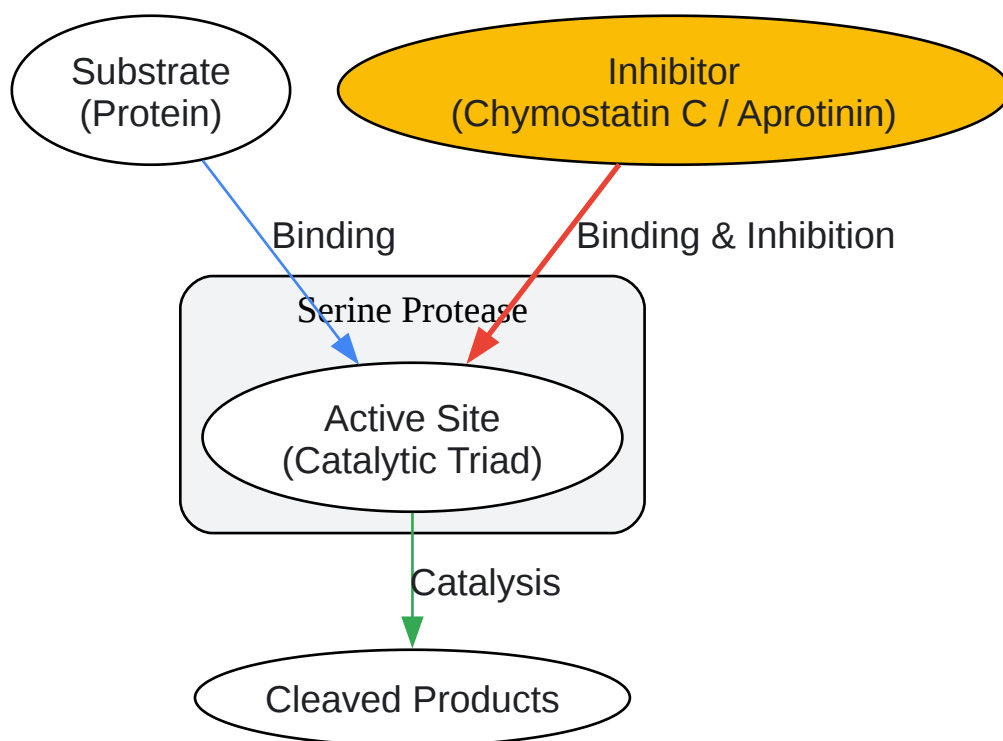 Substrate
(Protein)
Inhibitor
(Chymostatin C / Aprotinin)
Binding
Binding & Inhibition
Serine Protease
Active Site
(Catalytic Triad)
Catalysis
Cleaved Products